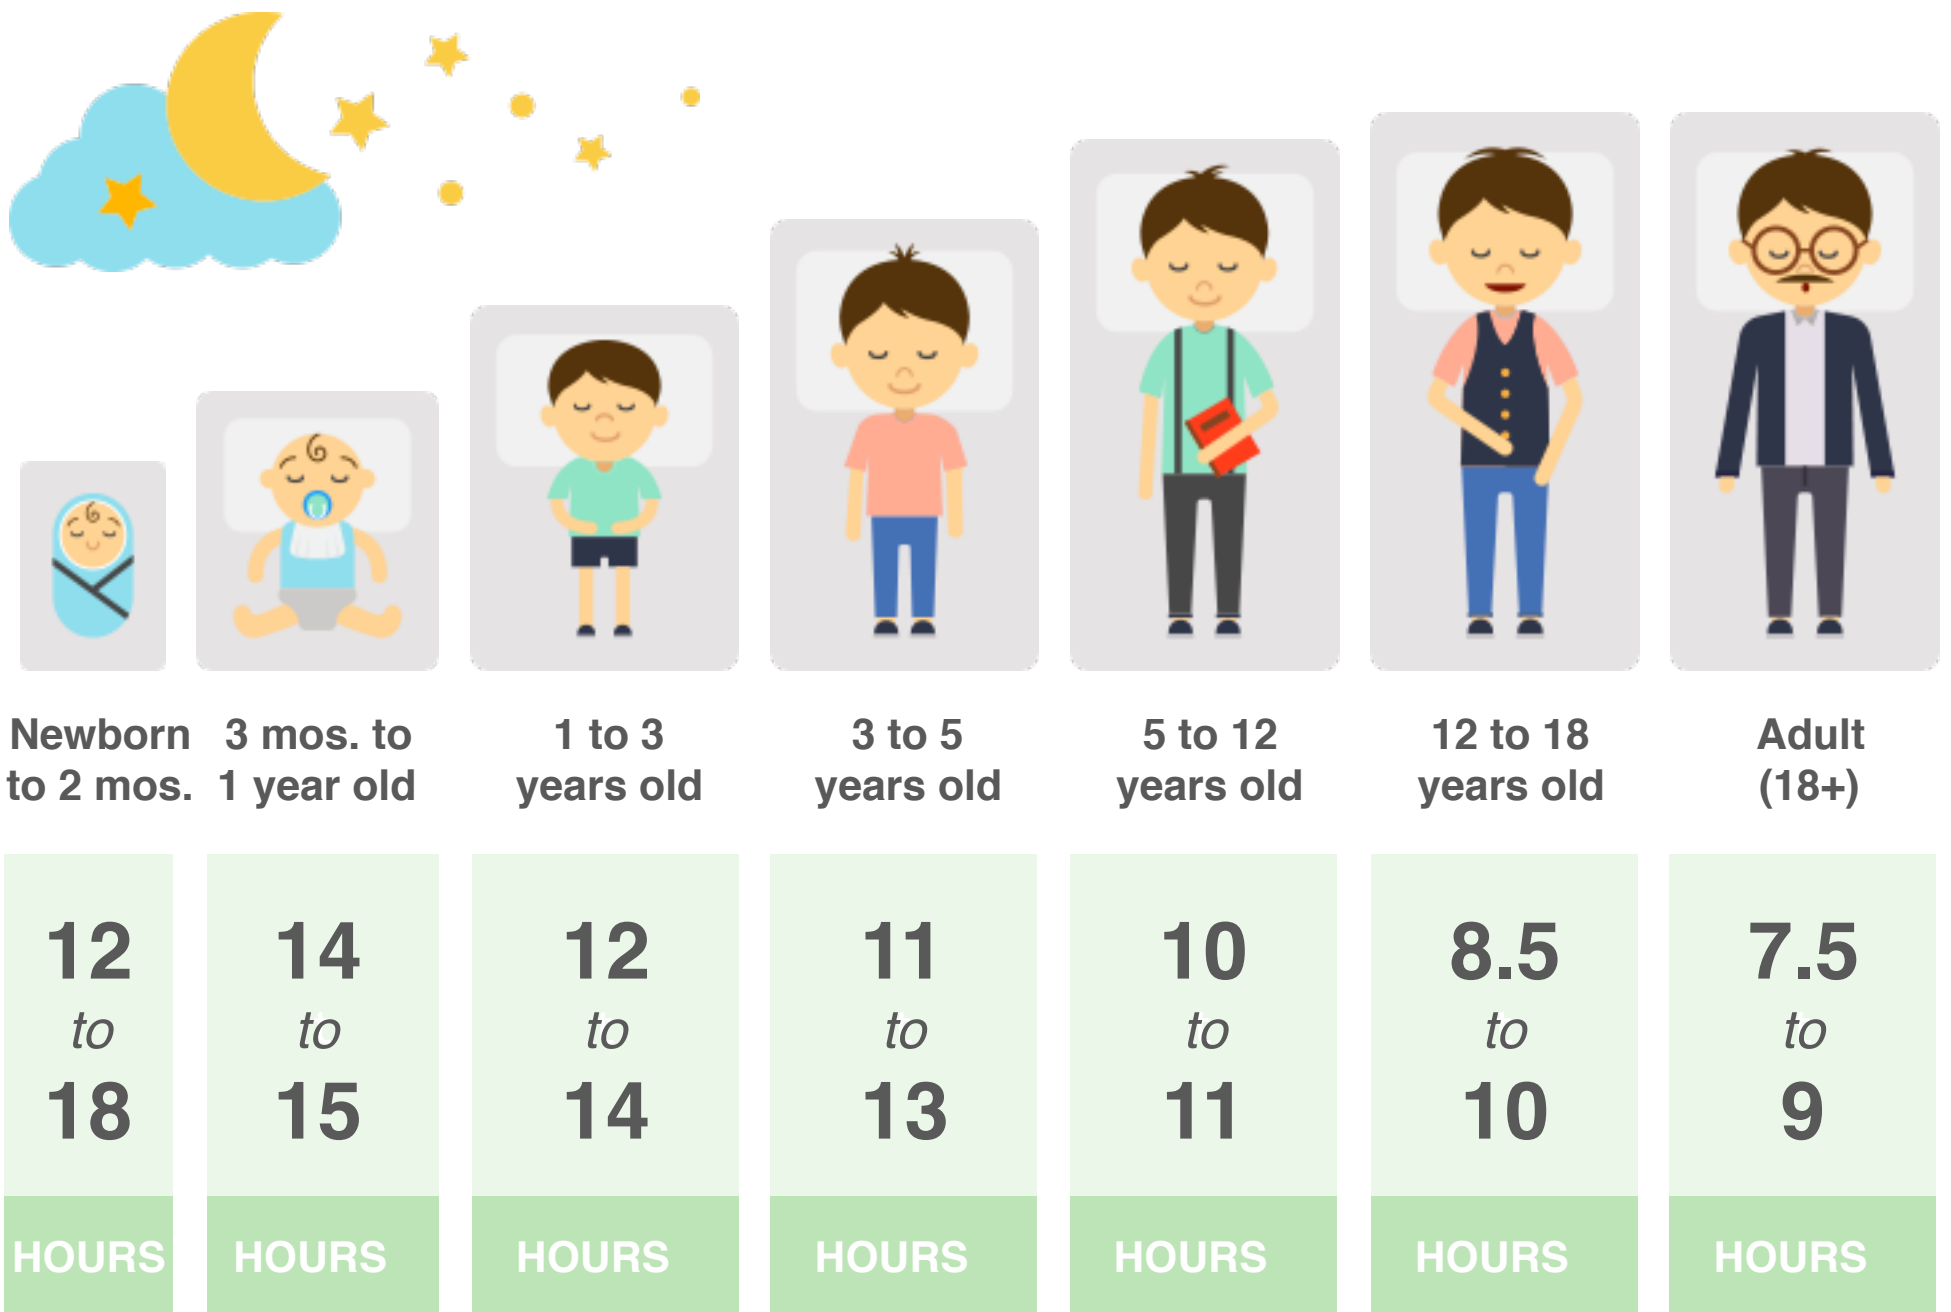 Newborn
to 2 mos.
3 mos. to
1 year old
1 to 3
years old
3 to 5
years old
5 to 12
years old
12 to 18
years old
Adult
(18+)
12
to
18
HOURS
14
to
15
HOURS
12
to
14
HOURS
11
to
13
HOURS
10
to
11
HOURS
8.5
to
10
HOURS
7.5
to
9
HOURS